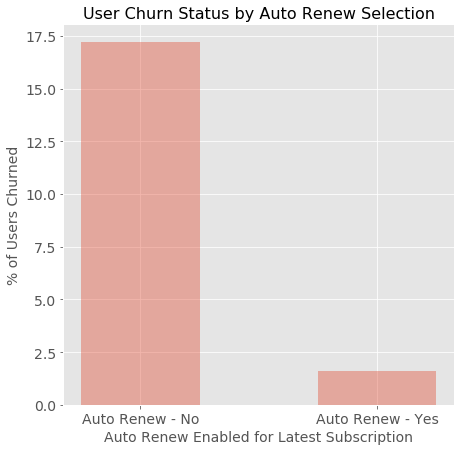 User Churn Status by Auto Renew Selection
17.5
15.0
12.5
10.0
7.5
5.0
2.5
0.0
% of Users Churned
Auto Renew - No
Auto Renew - Yes
Auto Renew Enabled for Latest Subscription